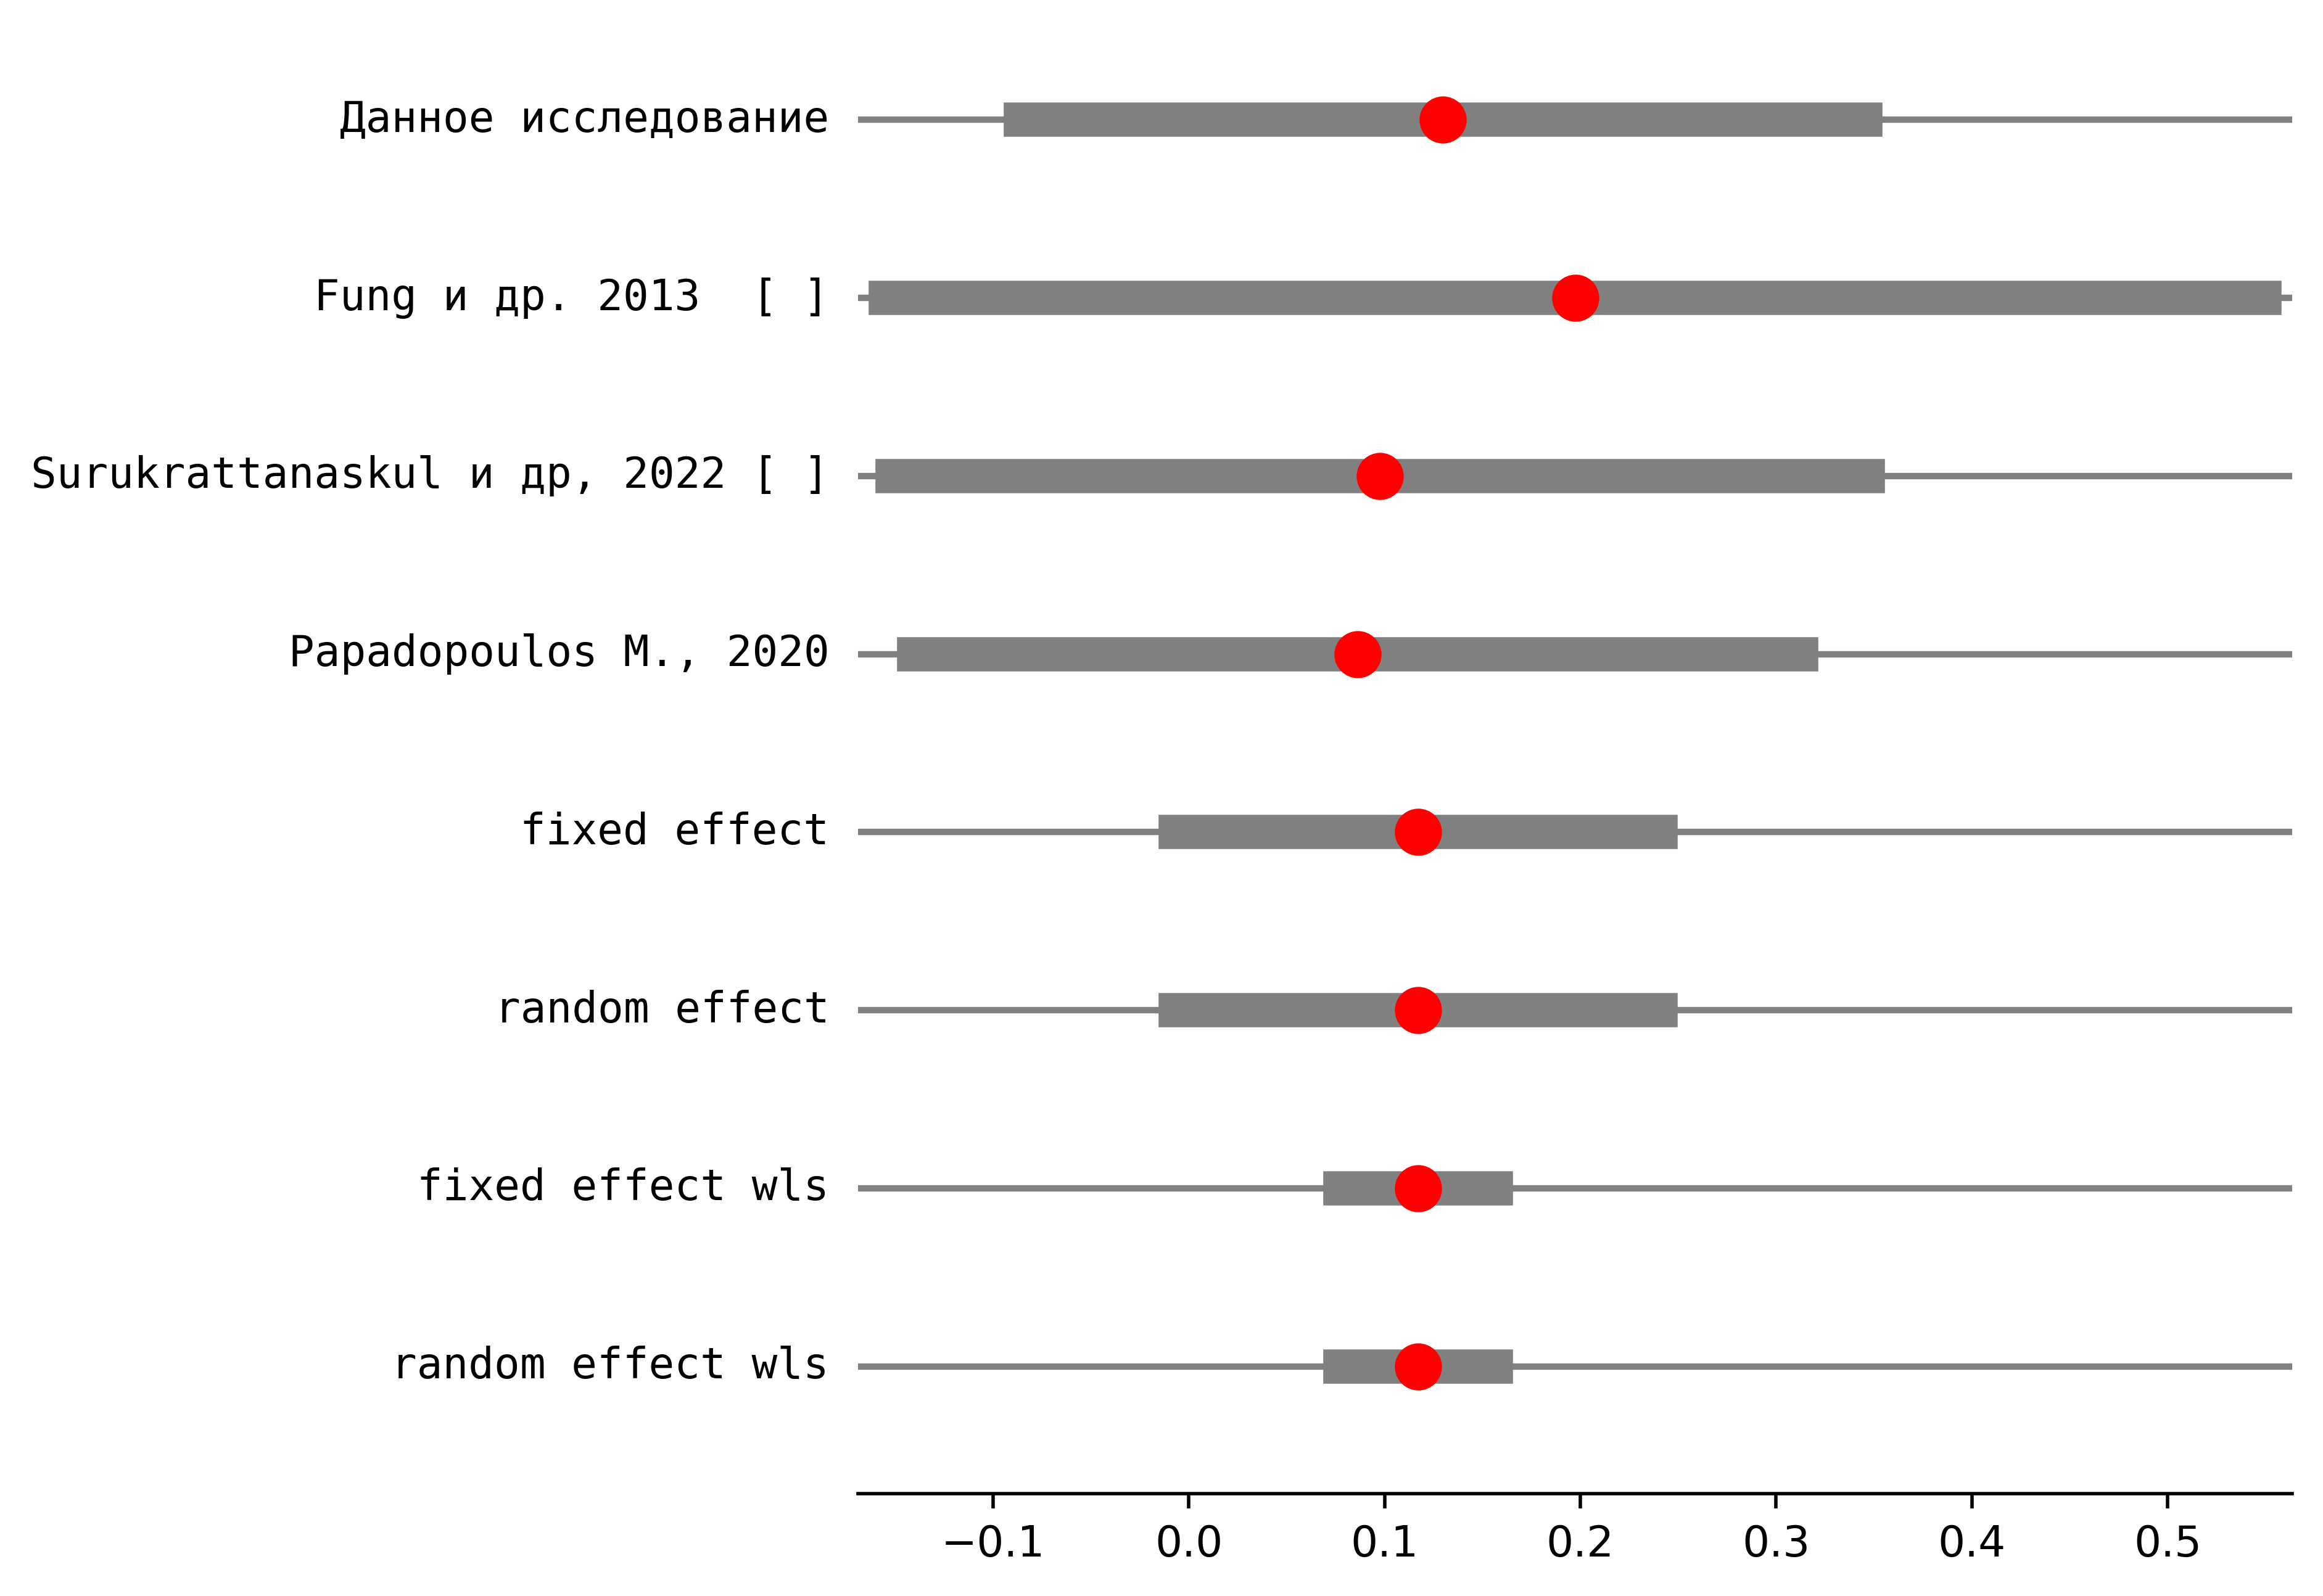 Данное исследование
Fung и др. 2013  [ ]
Surukrattanaskul и др, 2022 [ ]
Papadopoulos M., 2020
fixed effect
random effect
fixed effect wls
random effect wls
−0.1 0.0 0.1 0.2 0.3 0.4 0.5